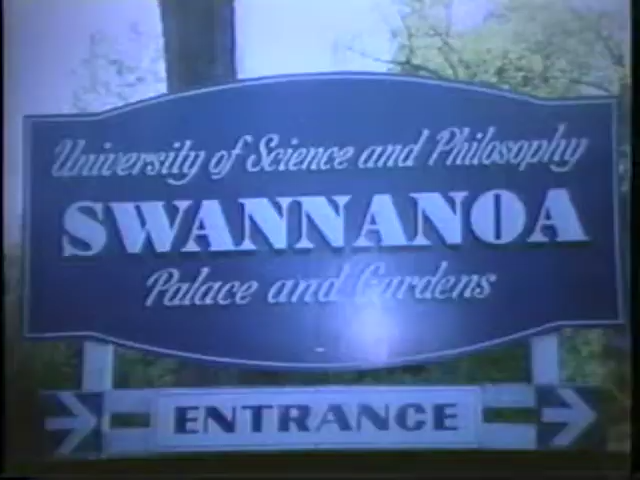 University of Science and Philosophy
SWANNANOA
Palace and Gardens
ENTRANCE